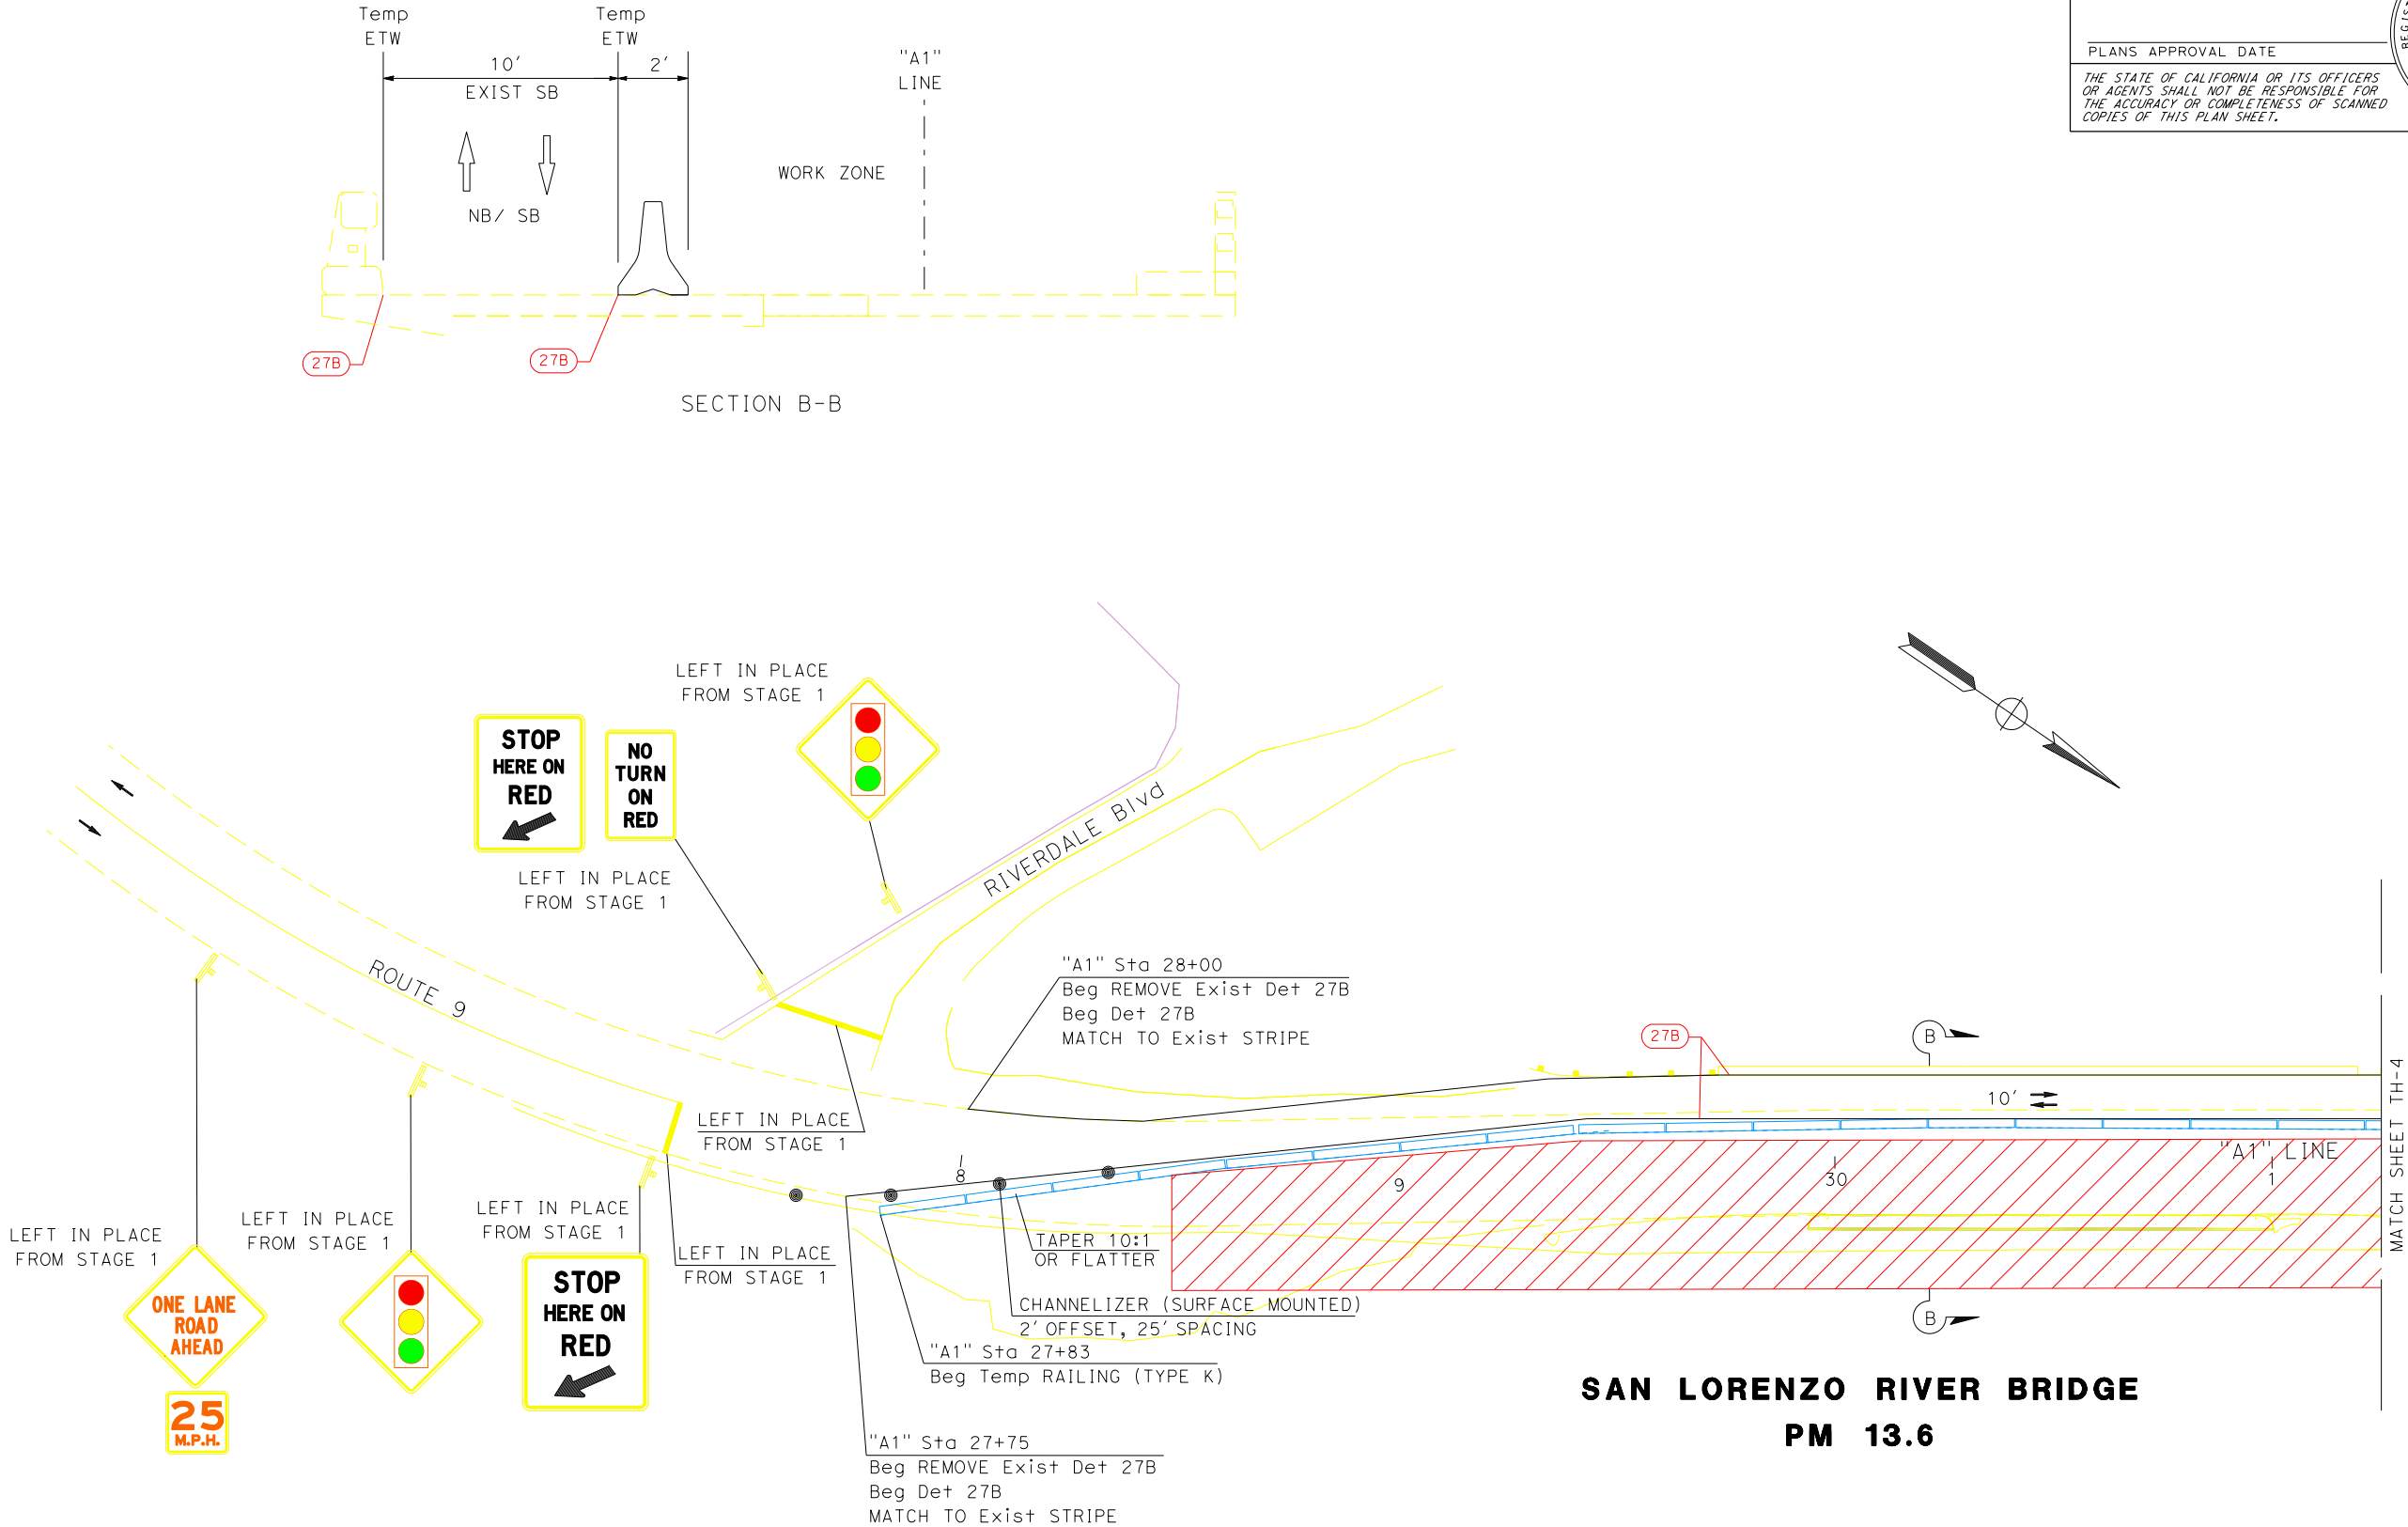 Temp
ETW
Temp
ETW
10'
2'
EXIST SB
"A1"
LINE
WORK ZONE
NB/ SB
27B
27B
SECTION B-B
PLANS APPROVAL DATE
THE STATE OF CALIFORNIA OR ITS OFFICERS
OR AGENTS SHALL NOT BE RESPONSIBLE FOR
THE ACCURACY OR COMPLETENESS OF SCANNED
COPIES OF THIS PLAN SHEET.
LEFT IN PLACE
FROM STAGE 1
STOP
HERE ON
RED
NO
TURN
ON
RED
LEFT IN PLACE
FROM STAGE 1
RIVERDALE Blvd
ROUTE 9
"A1" Sta 28+00
Beg REMOVE Exist Det 27B
Beg Det 27B
MATCH TO Exist STRIPE
27B
B
10'
MATCH SHEET TH-4
LEFT IN PLACE
FROM STAGE 1
8
9
30
"A1" LINE
1
LEFT IN PLACE
FROM STAGE 1
LEFT IN PLACE
FROM STAGE 1
LEFT IN PLACE
FROM STAGE 1
LEFT IN PLACE
FROM STAGE 1
TAPER 10:1
OR FLATTER
CHANNELIZER (SURFACE MOUNTED)
2' OFFSET, 25' SPACING
B
ONE LANE
ROAD
AHEAD
25
M.P.H.
STOP
HERE ON
RED
"A1" Sta 27+83
Beg Temp RAILING (TYPE K)
"A1" Sta 27+75
Beg REMOVE Exist Det 27B
Beg Det 27B
MATCH TO Exist STRIPE
SAN LORENZO RIVER BRIDGE
PM 13.6